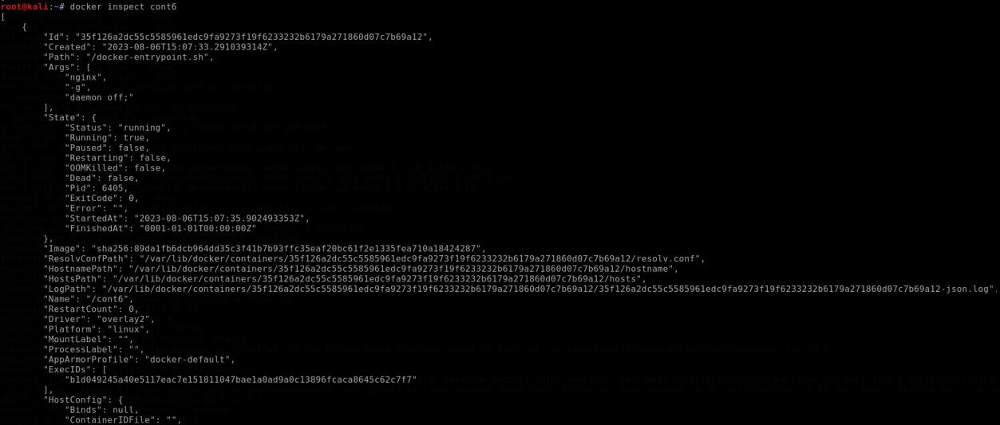 root@kali:~# docker inspect cont6
[
    {
        "Id": "35f126a2dc55c5585961edc9fa9273f19f6233232b6179a271860d07c7b69a12",
        "Created": "2023-08-06T15:07:33.291039314Z",
        "Path": "/docker-entrypoint.sh",
        "Args": [
            "nginx",
            "-g",
            "daemon off;"
        ],
        "State": {
            "Status": "running",
            "Running": true,
            "Paused": false,
            "Restarting": false,
            "OOMKilled": false,
            "Dead": false,
            "Pid": 6405,
            "ExitCode": 0,
            "Error": "",
            "StartedAt": "2023-08-06T15:07:35.902493353Z",
            "FinishedAt": "0001-01-01T00:00:00Z"
        },
        "Image": "sha256:89da1fb6dcb964dd35c3f41b7b93ffc35eaf20bc61f2e1335fea710a18424287",
        "ResolvConfPath": "/var/lib/docker/containers/35f126a2dc55c5585961edc9fa9273f19f6233232b6179a271860d07c7b69a12/resolv.conf",
        "HostnamePath": "/var/lib/docker/containers/35f126a2dc55c5585961edc9fa9273f19f6233232b6179a271860d07c7b69a12/hostname",
        "HostsPath": "/var/lib/docker/containers/35f126a2dc55c5585961edc9fa9273f19f6233232b6179a271860d07c7b69a12/hosts",
        "LogPath": "/var/lib/docker/containers/35f126a2dc55c5585961edc9fa9273f19f6233232b6179a271860d07c7b69a12/35f126a2dc55c5585961edc9fa9273f19f6233232b6179a271860d07c7b69a12-json.log",
        "Name": "/cont6",
        "RestartCount": 0,
        "Driver": "overlay2",
        "Platform": "linux",
        "MountLabel": "",
        "ProcessLabel": "",
        "AppArmorProfile": "docker-default",
        "ExecIDs": [
            "b1d049245a40e5117eac7e151811047bae1a0ad9a0c13896fcaca8645c62c7f7"
        ],
        "HostConfig": {
            "Binds": null,
            "ContainerIDFile": "",